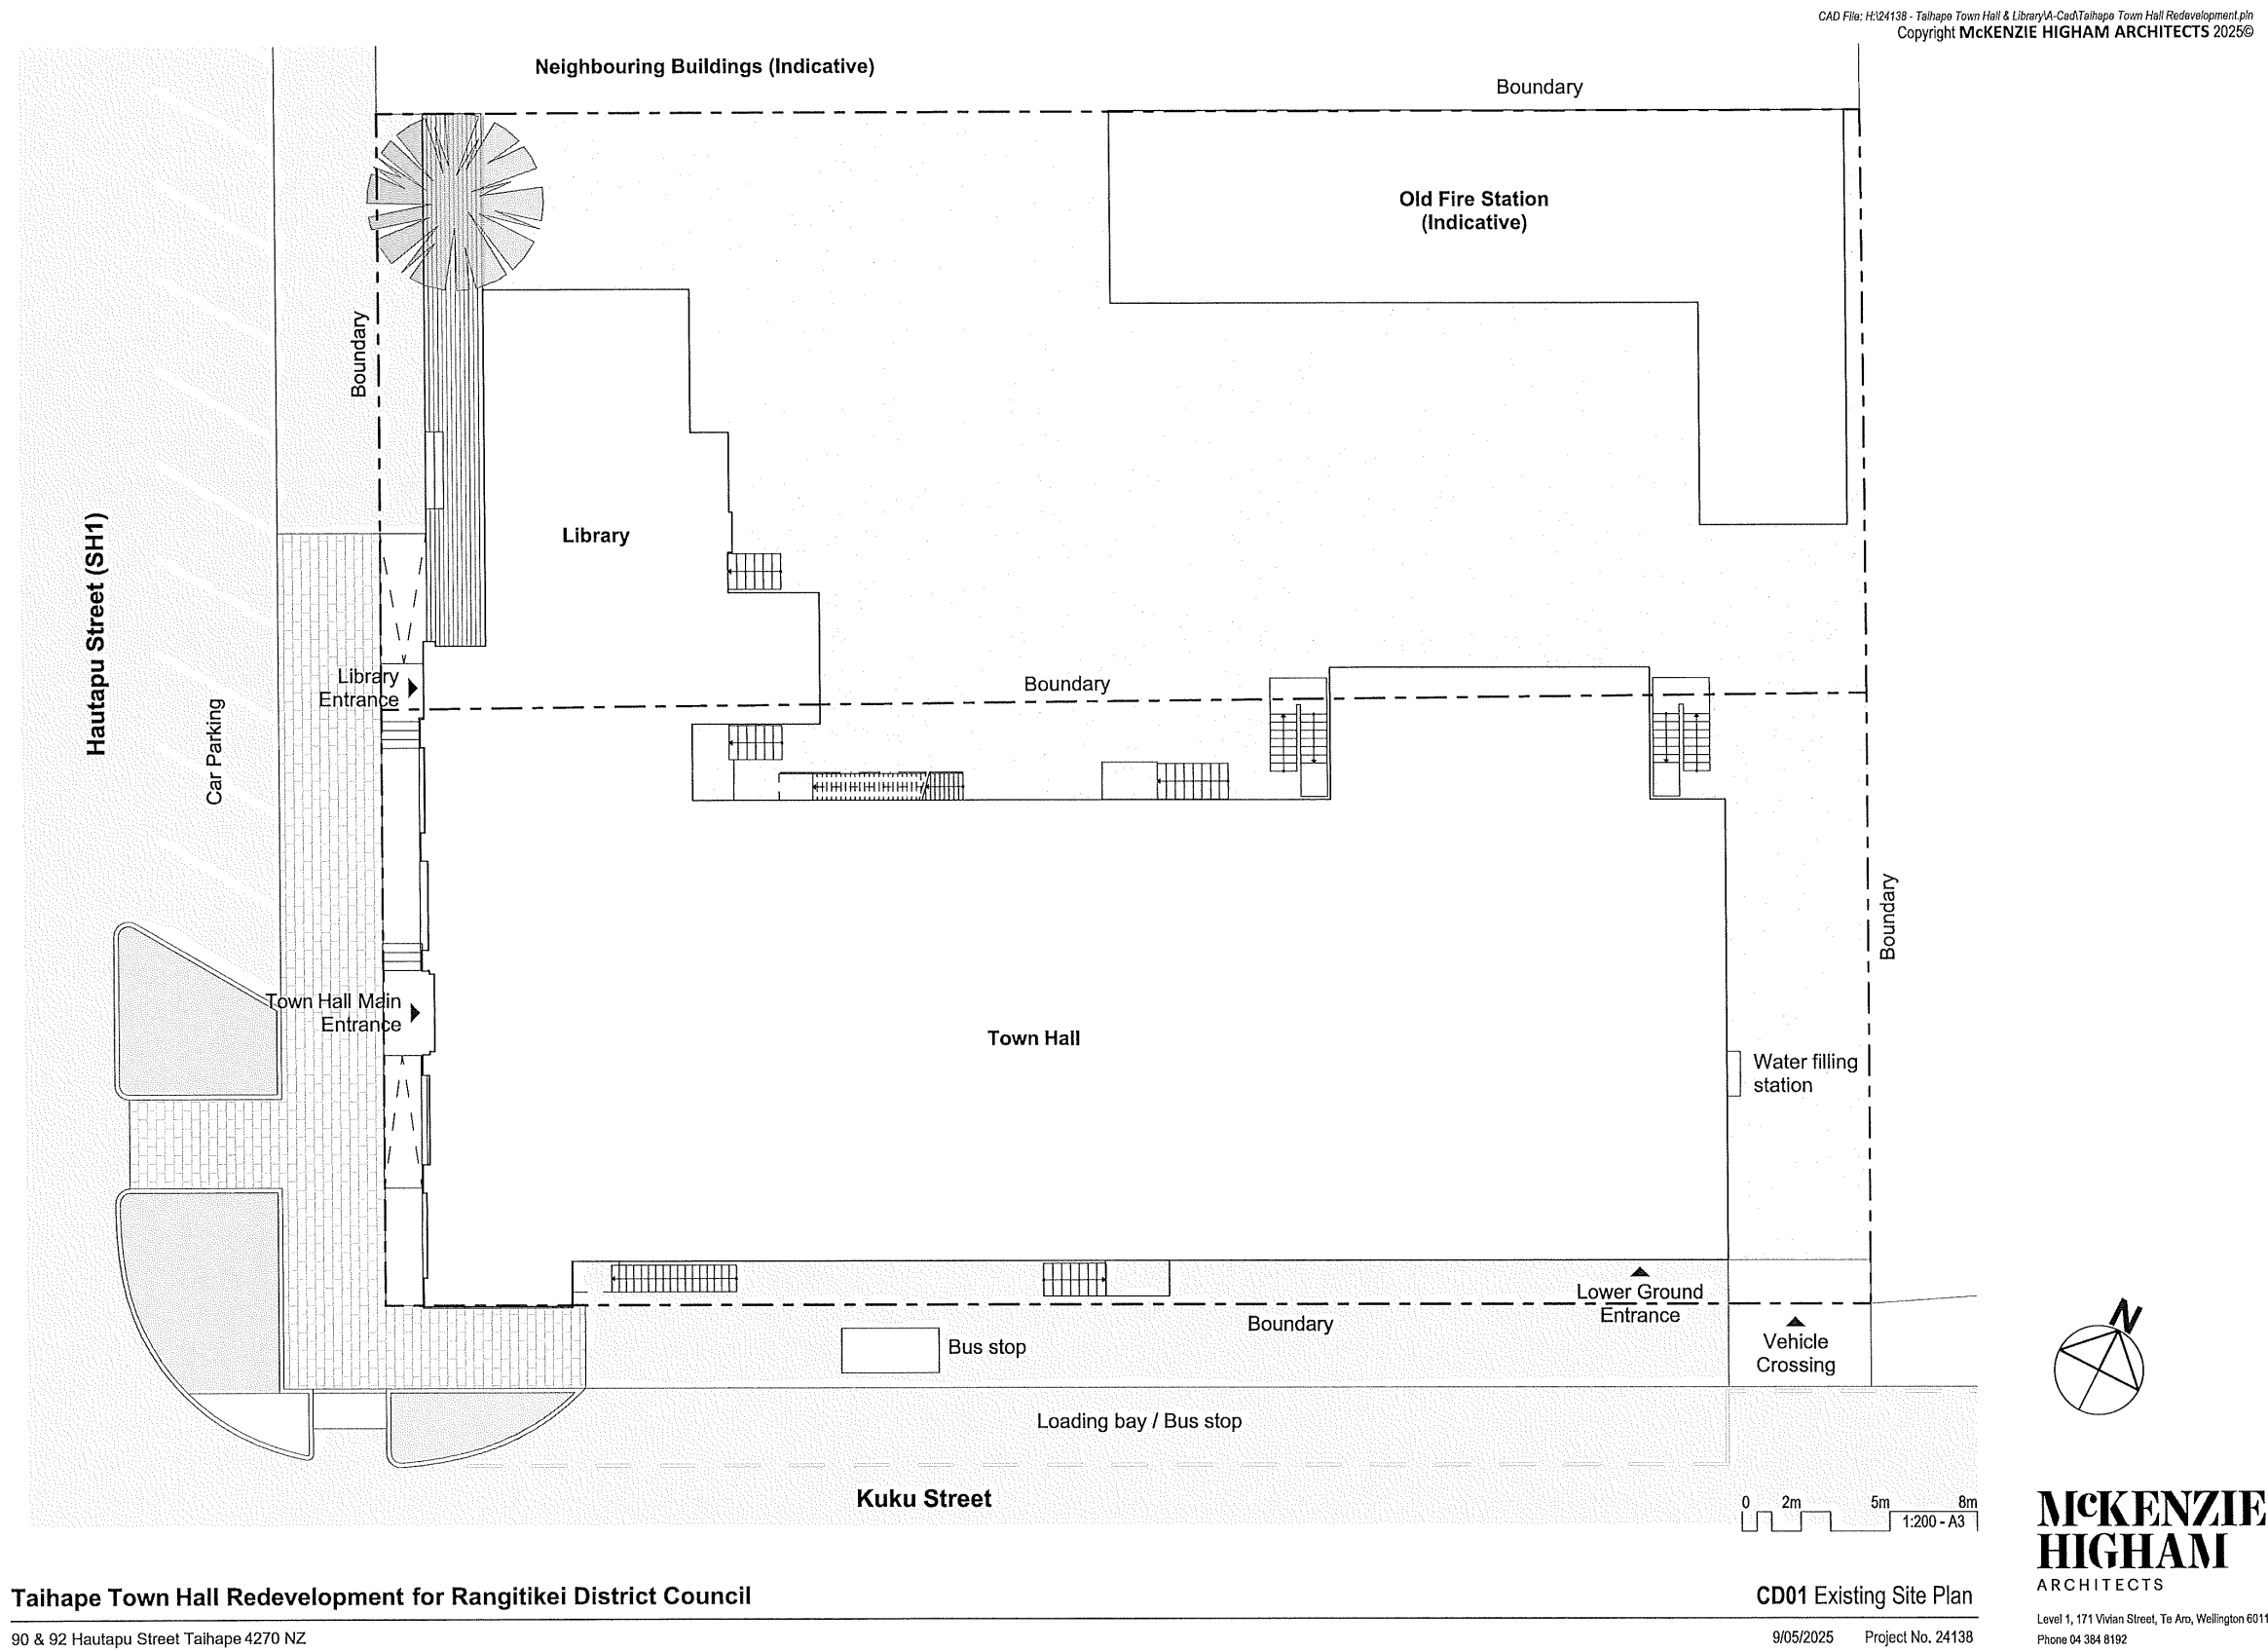 CAD File: H:\24138 - Taihape Town Hall & Library\A-Cad\Taihape Town Hall Redevelopment.pln
Copyright McKENZIE HIGHAM ARCHITECTS 2025©
Neighbouring Buildings (Indicative)
Boundary
Old Fire Station
(Indicative)
Boundary
Library
Hautapu Street (SH1)
Car Parking
Library
Entrance
Boundary
Boundary
Town Hall Main
Entrance
Town Hall
Water filling
station
Lower Ground
Entrance
Boundary
Vehicle
Crossing
Bus stop
N
Loading bay / Bus stop
Kuku Street
0 2m 5m 8m
1:200 - A3
McKENZIE
HIGHAM
ARCHITECTS
Taihape Town Hall Redevelopment for Rangitikei District Council
CD01 Existing Site Plan
Level 1, 171 Vivian Street, Te Aro, Wellington 6011
90 & 92 Hautapu Street Taihape 4270 NZ
9/05/2025 Project No. 24138
Phone 04 384 8192